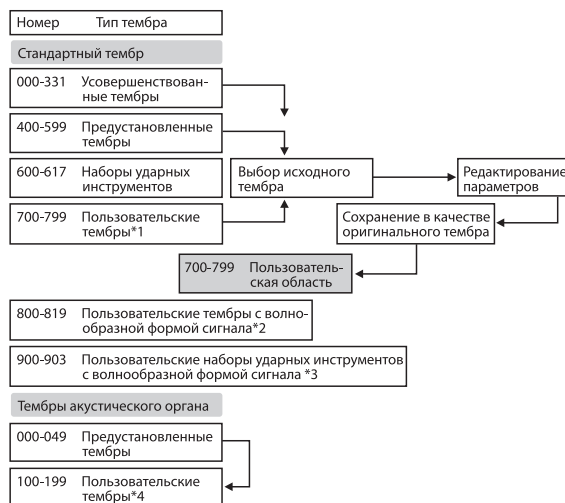 Номер Тип тембра
Стандартный тембр
000-331 Усовершенствован-
ные тембры
400-599 Предустановленные
тембры
600-617 Наборы ударных
инструментов
Выбор исходного
тембра
Редактирование
параметров
700-799 Пользовательские
тембры*1
Сохранение в качестве
оригинального тембра
700-799 Пользователь-
ская область
800-819 Пользовательские тембры с волно-
образной формой сигнала*2
900-903 Пользовательские наборы ударных инструментов
с волнообразной формой сигнала *3
Тембры акустического органа
000-049 Предустановленные
тембры
100-199 Пользовательские
тембры*4